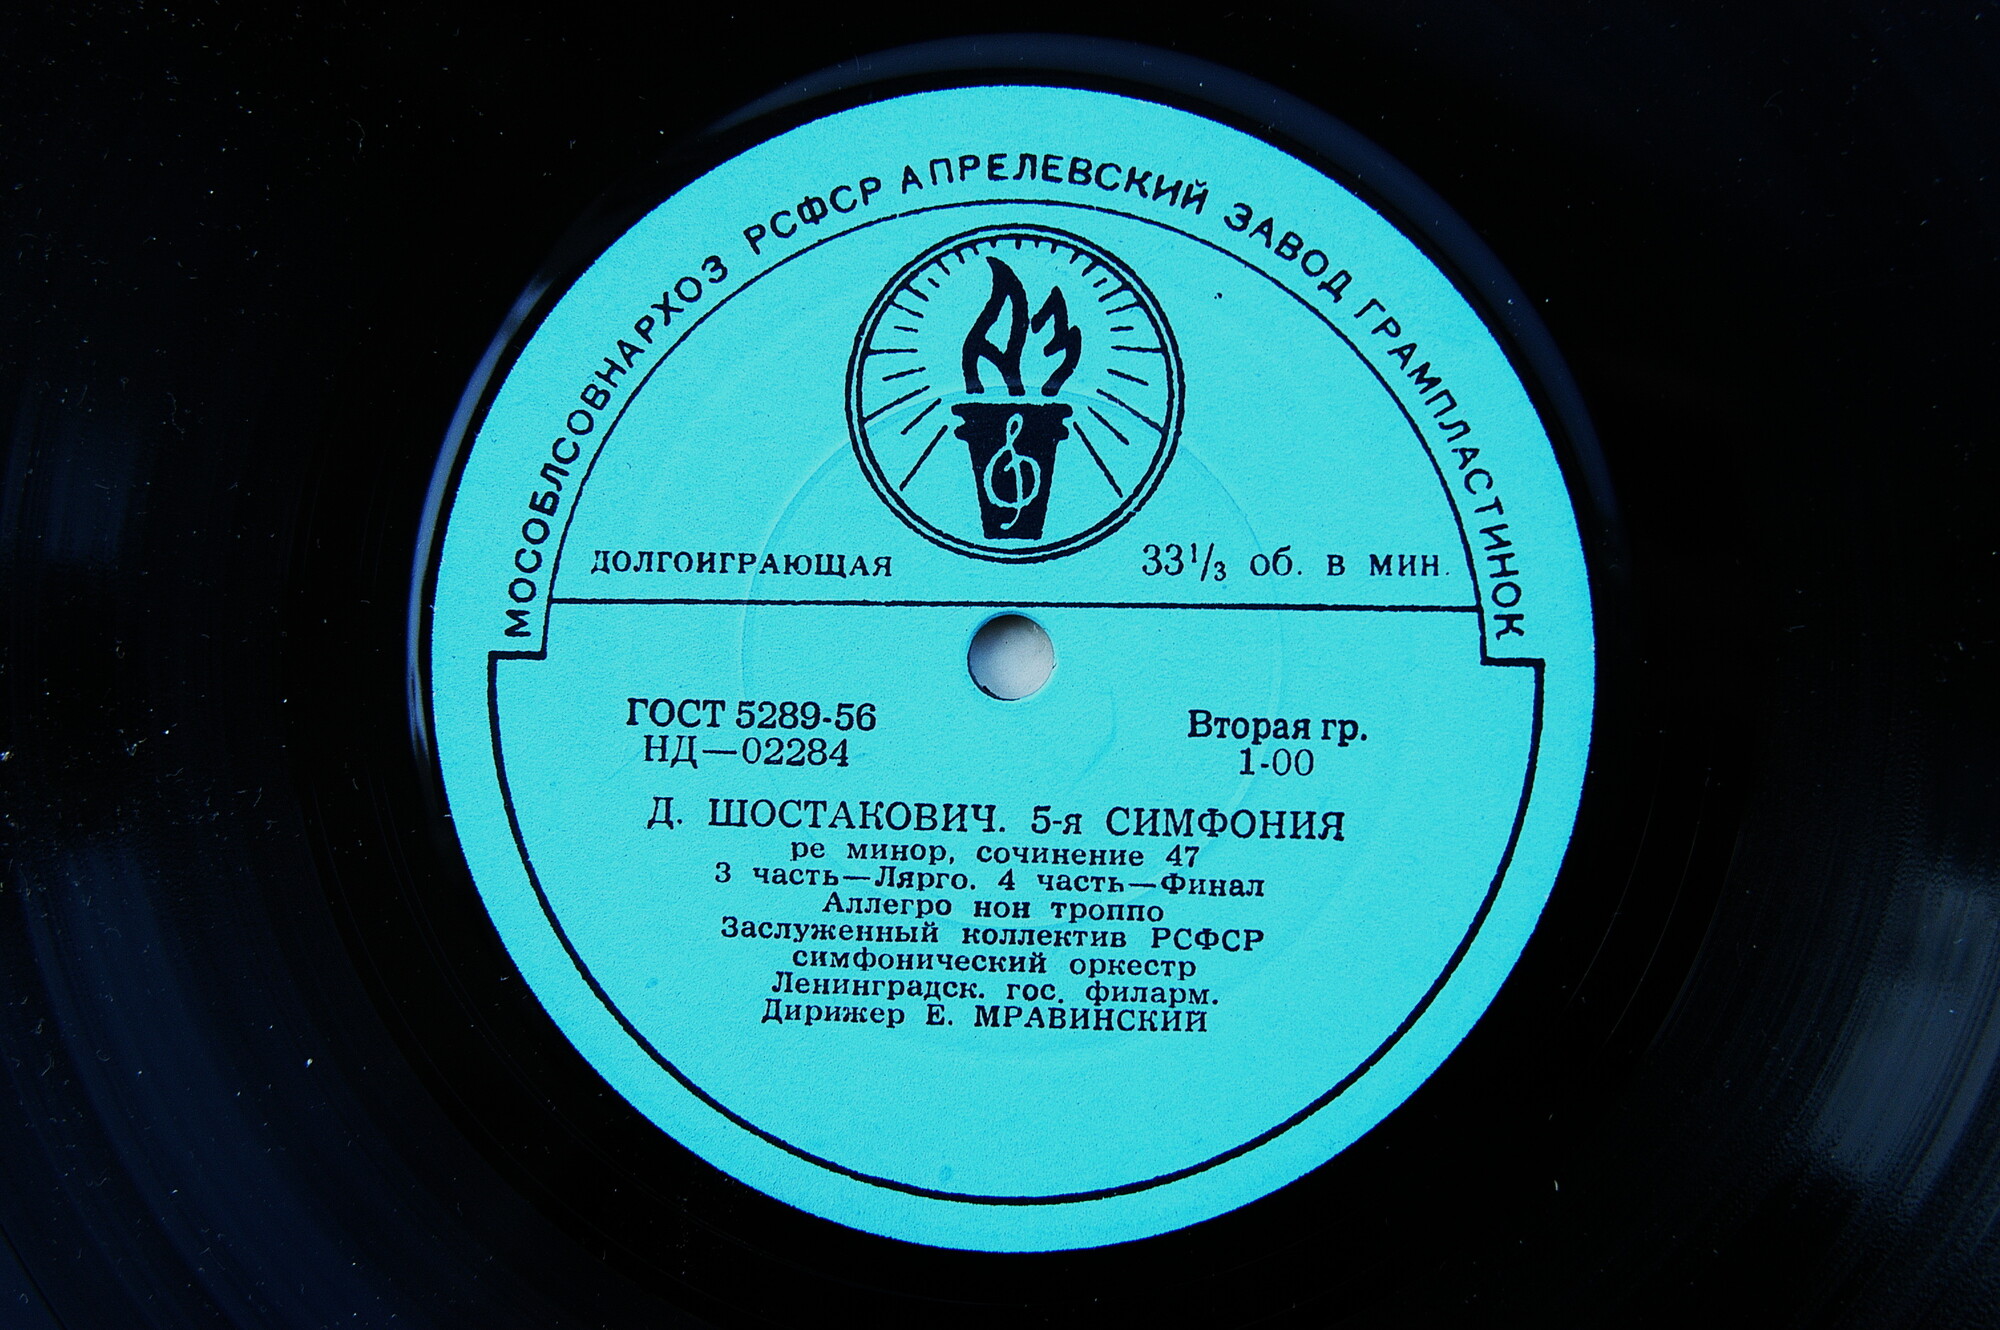 МОСОБЛСОВНАРХОЗ РСФСР АПРЕЛЕВСКИЙ ЗАВОД ГРАМПЛАСТИНОК
АЗ
ДОЛГОИГРАЮЩАЯ 33⅓ об. в мин.
ГОСТ 5289-56 Вторая гр.
НД—02284 1-00
Д. ШОСТАКОВИЧ. 5-я СИМФОНИЯ
ре минор, сочинение 47
3 часть—Лярго. 4 часть—Финал
Аллегро нон троппо
Заслуженный коллектив РСФСР
симфонический оркестр
Ленинградск. гос. филарм.
Дирижер Е. МРАВИНСКИЙ